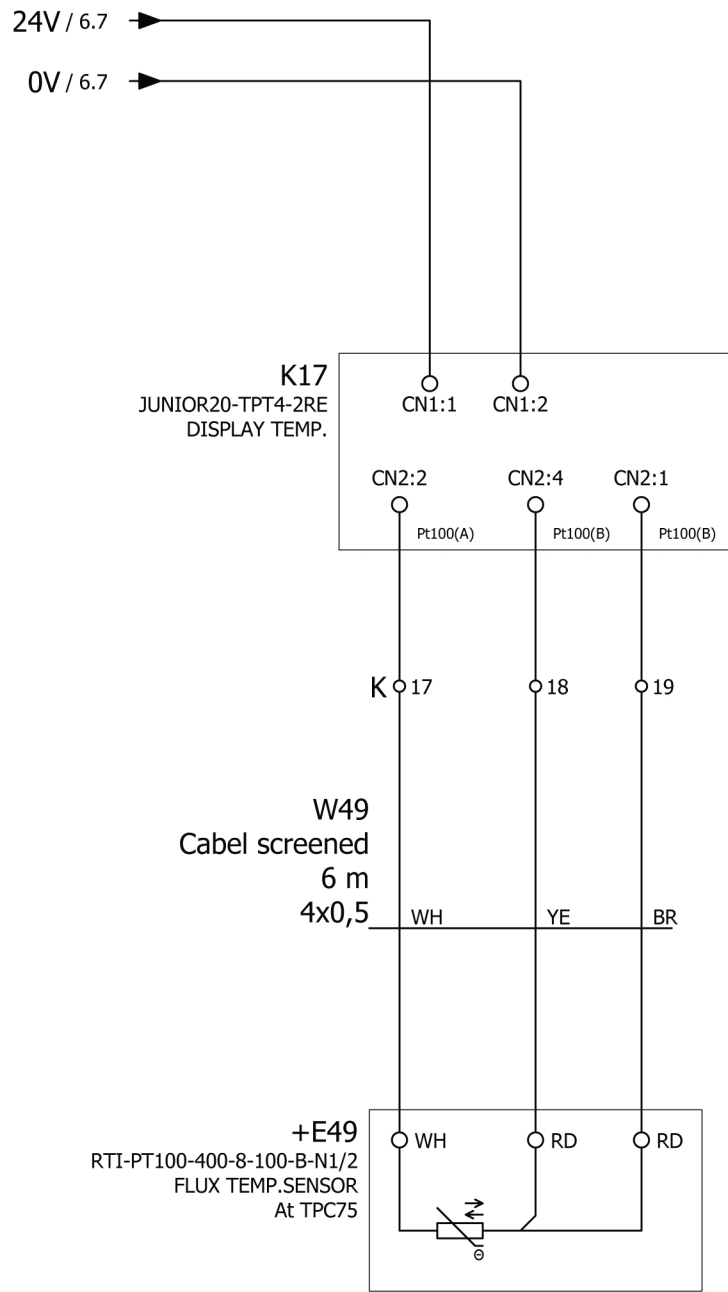 24V / 6.7
0V / 6.7
K17
JUNIOR20-TPT4-2RE
DISPLAY TEMP.
CN1:1 CN1:2
CN2:2 CN2:4 CN2:1
Pt100(A) Pt100(B) Pt100(B)
K 17 18 19
W49
Cabel screened
6 m
4x0,5
WH YE BR
+E49
RTI-PT100-400-8-100-B-N1/2
FLUX TEMP.SENSOR
At TPC75
WH RD RD